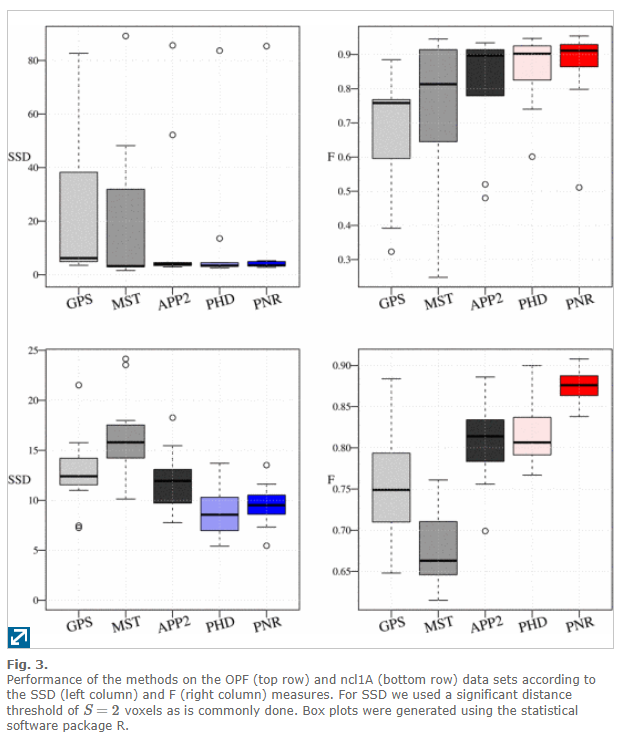 80
60
SSD
40
20
0
GPS MST APP2 PHD PNR
0.9
0.8
0.7
F
0.6
0.5
0.4
0.3
GPS MST APP2 PHD PNR
25
20
15
SSD
10
5
0
GPS MST APP2 PHD PNR
0.90
0.85
0.80
F
0.75
0.70
0.65
GPS MST APP2 PHD PNR
Fig. 3.
Performance of the methods on the OPF (top row) and ncl1A (bottom row) data sets according to
the SSD (left column) and F (right column) measures. For SSD we used a significant distance
threshold of S = 2 voxels as is commonly done. Box plots were generated using the statistical
software package R.